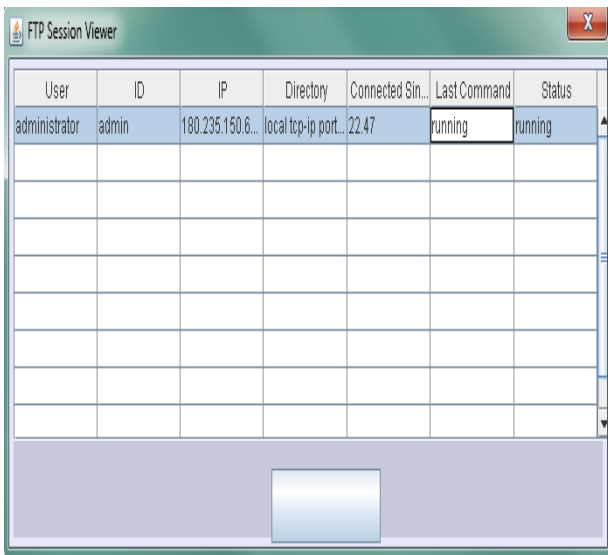 FTP Session Viewer
User ID IP Directory Connected Sin... Last Command Status
administrator admin 180.235.150.6... local tcp-ip port... 22.47 running running